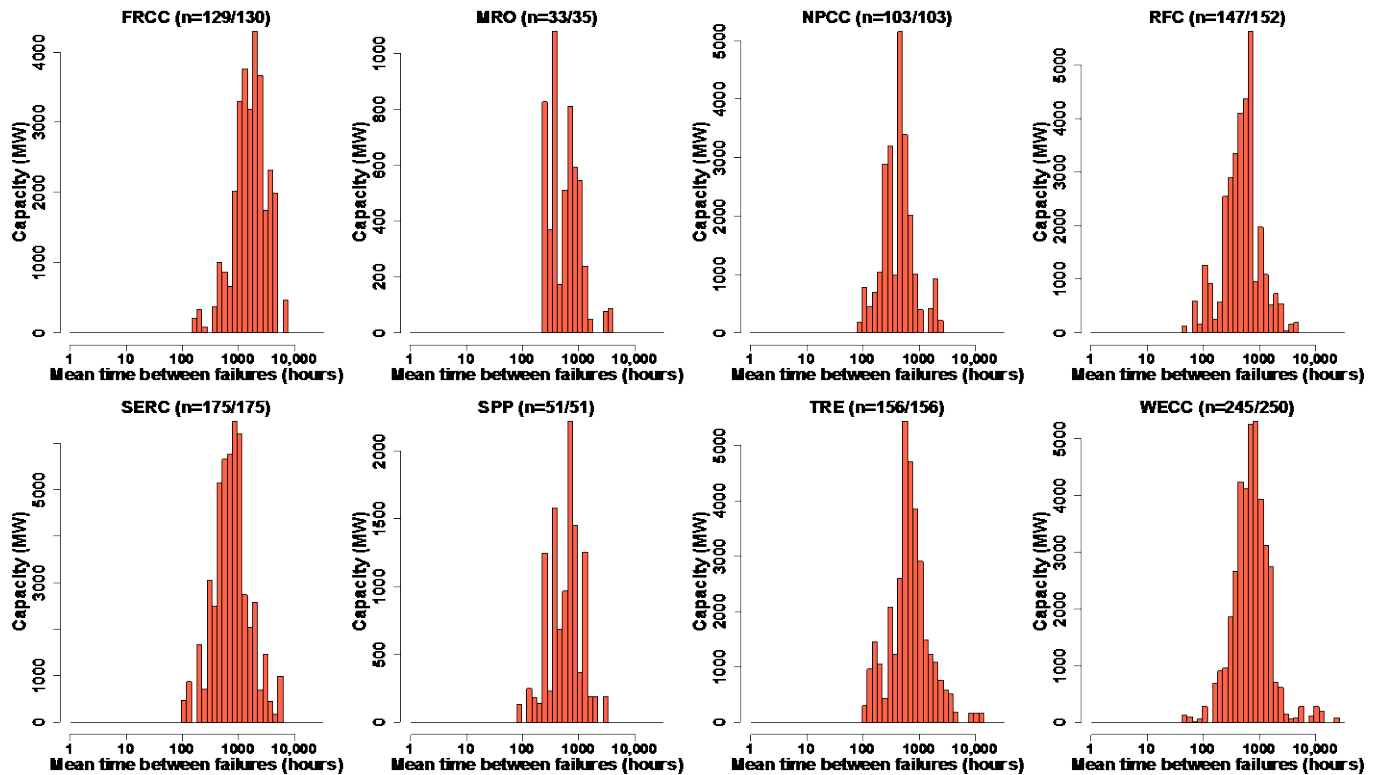 FRCC (n=129/130)
Capacity (MW)
0 1000 2000 3000 4000
1 10 100 1000 10,000
Mean time between failures (hours)
MRO (n=33/35)
Capacity (MW)
0 200 400 600 800 1000
1 10 100 1000 10,000
Mean time between failures (hours)
NPCC (n=103/103)
Capacity (MW)
0 1000 2000 3000 4000 5000
1 10 100 1000 10,000
Mean time between failures (hours)
RFC (n=147/152)
Capacity (MW)
0 1000 2000 3000 4000 5000
1 10 100 1000 10,000
Mean time between failures (hours)
SERC (n=175/175)
Capacity (MW)
0 1000 3000 5000
1 10 100 1000 10,000
Mean time between failures (hours)
SPP (n=51/51)
Capacity (MW)
0 500 1000 1500 2000
1 10 100 1000 10,000
Mean time between failures (hours)
TRE (n=156/156)
Capacity (MW)
0 1000 2000 3000 4000 5000
1 10 100 1000 10,000
Mean time between failures (hours)
WECC (n=245/250)
Capacity (MW)
0 1000 2000 3000 4000 5000
1 10 100 1000 10,000
Mean time between failures (hours)